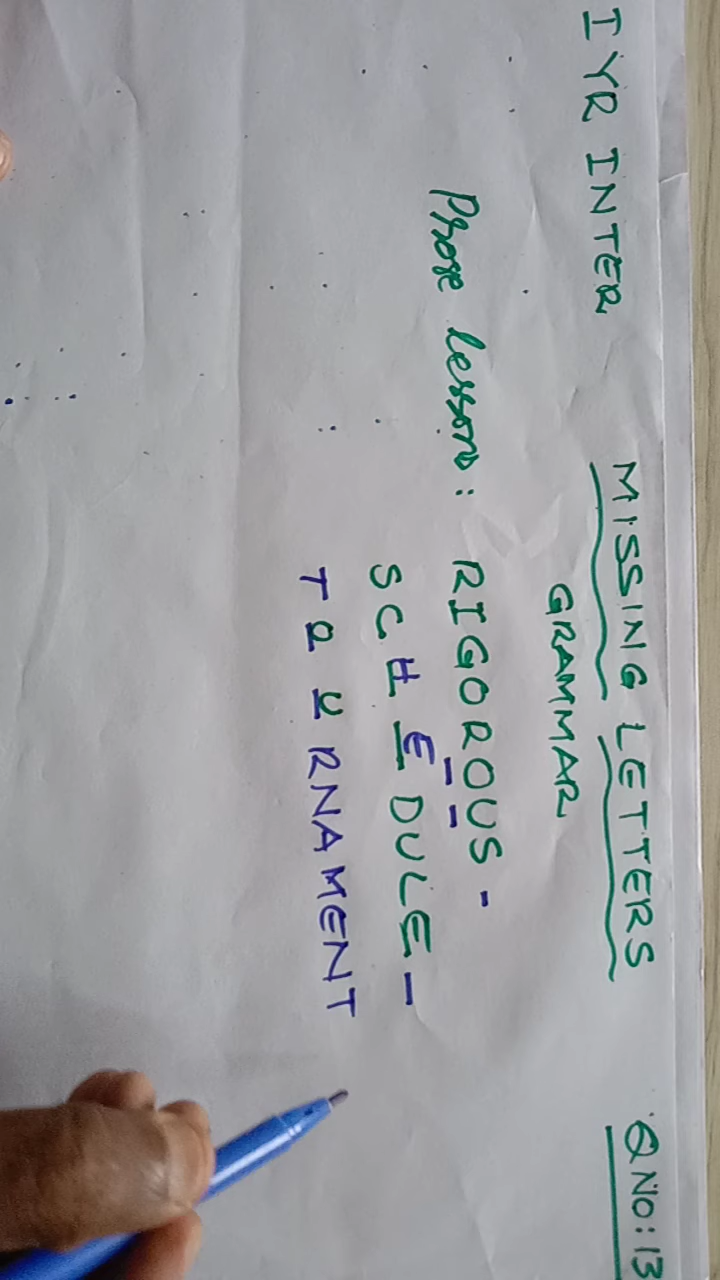 I YR INTER MISSING LETTERS Q NO: 13
GRAMMAR
Prose lessons: RIGOROUS -
SCHEDULE -
TOURNAMENT